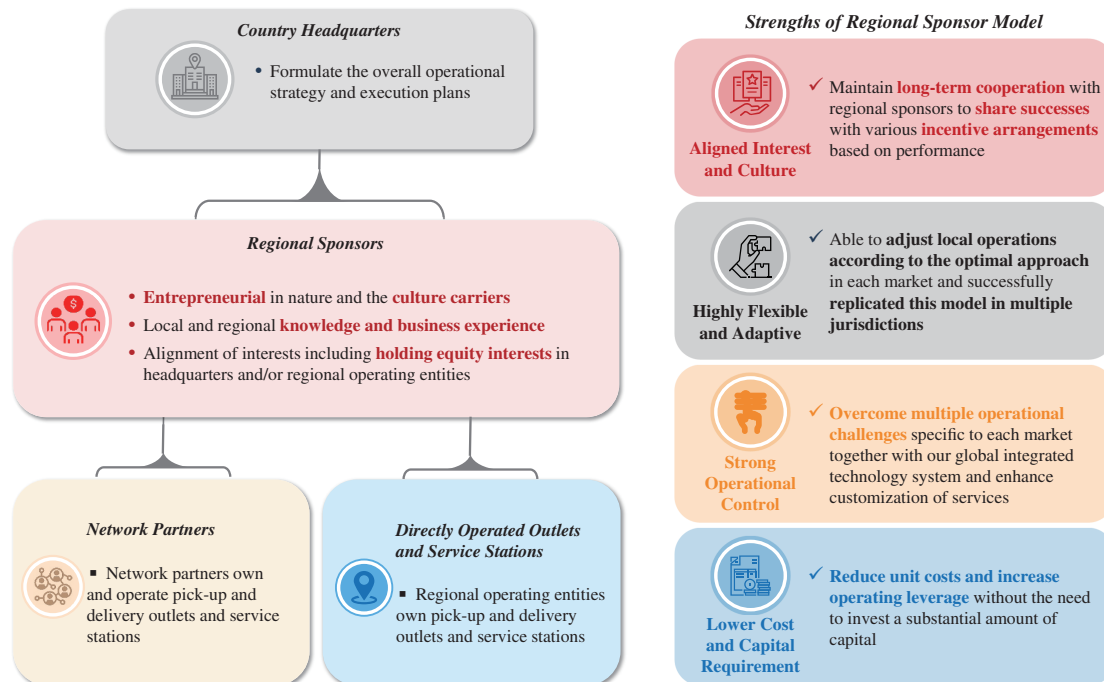 Country Headquarters
• Formulate the overall operational
strategy and execution plans
Regional Sponsors
$
• Entrepreneurial in nature and the culture carriers
• Local and regional knowledge and business experience
• Alignment of interests including holding equity interests in
headquarters and/or regional operating entities
Network Partners
▪ Network partners own
and operate pick-up and
delivery outlets and service
stations
Directly Operated Outlets
and Service Stations
▪ Regional operating entities
own pick-up and delivery
outlets and service stations
Strengths of Regional Sponsor Model
Aligned Interest
and Culture
✓ Maintain long-term cooperation with
regional sponsors to share successes
with various incentive arrangements
based on performance
Highly Flexible
and Adaptive
✓ Able to adjust local operations
according to the optimal approach
in each market and successfully
replicated this model in multiple
jurisdictions
Strong
Operational
Control
✓ Overcome multiple operational
challenges specific to each market
together with our global integrated
technology system and enhance
customization of services
Lower Cost
and Capital
Requirement
✓ Reduce unit costs and increase
operating leverage without the need
to invest a substantial amount of
capital